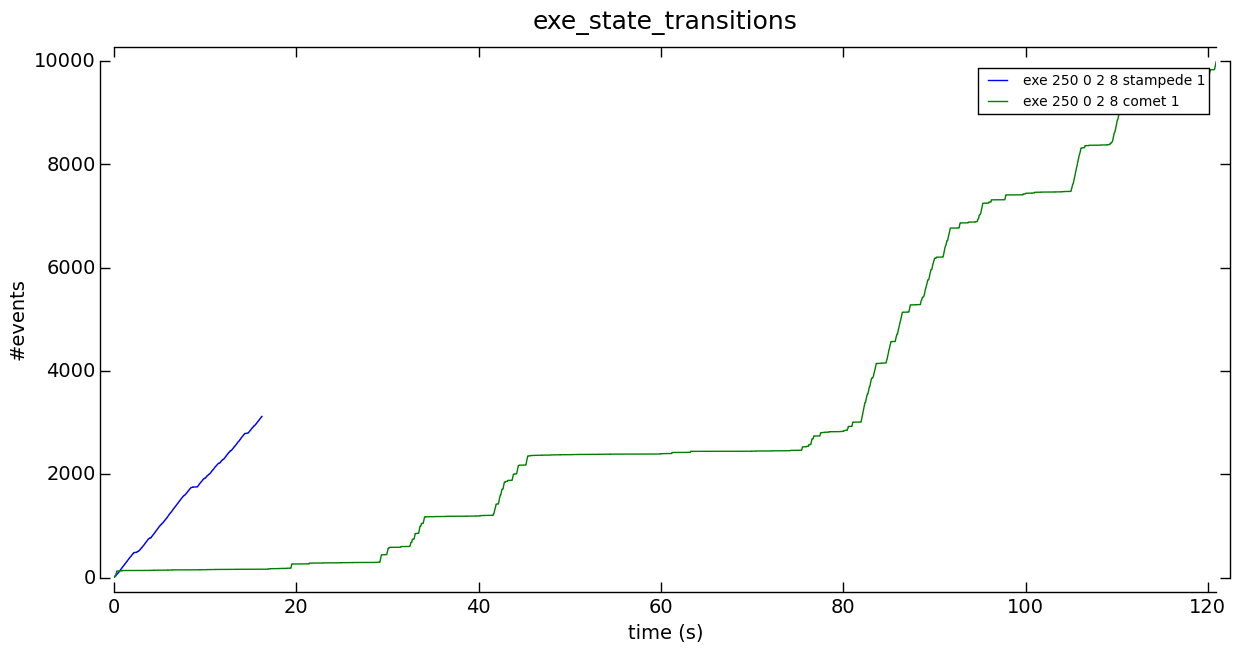 exe_state_transitions
10000
8000
6000
4000
2000
0
#events
exe 250 0 2 8 stampede 1
exe 250 0 2 8 comet 1
0 20 40 60 80 100 120
time (s)